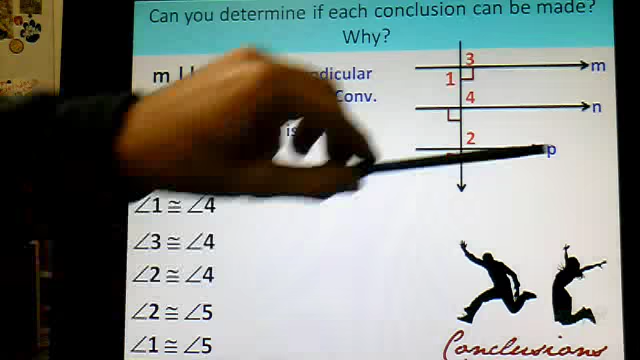 Can you determine if each conclusion can be made?
Why?
m ||
Conv.
is
∠1 ≅ ∠4
∠3 ≅ ∠4
∠2 ≅ ∠4
∠2 ≅ ∠5
∠1 ≅ ∠5
3
1
m
4
n
2
p
Conclusions